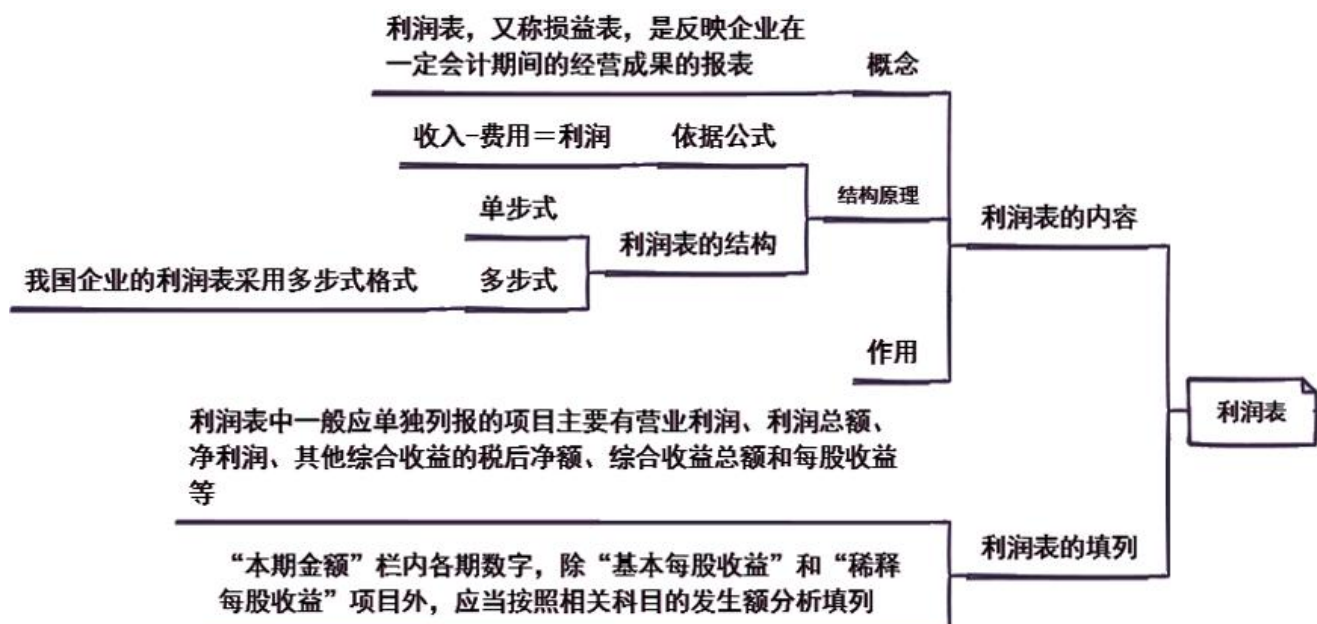 利润表，又称损益表，是反映企业在
一定会计期间的经营成果的报表
概念
收入-费用＝利润
依据公式
结构原理
单步式
利润表的结构
利润表的内容
我国企业的利润表采用多步式格式
多步式
作用
利润表
利润表中一般应单独列报的项目主要有营业利润、利润总额、
净利润、其他综合收益的税后净额、综合收益总额和每股收益
等
利润表的填列
“本期金额”栏内各期数字，除“基本每股收益”和“稀释
每股收益”项目外，应当按照相关科目的发生额分析填列